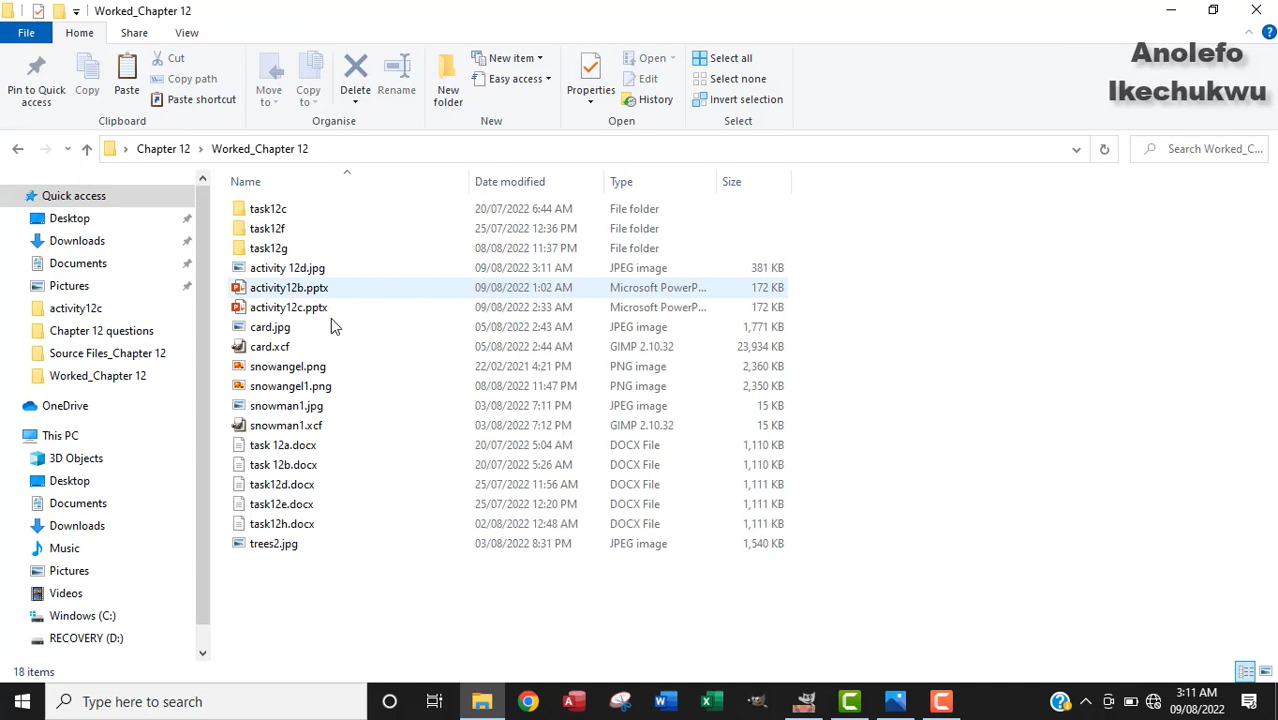 Worked_Chapter 12
File Home Share View
Anolefo
Ikechukwu
Pin to Quick access
Copy
Paste
Cut
Copy path
Paste shortcut
Clipboard
Move to
Copy to
Delete
Rename
Organise
New folder
New item
Easy access
New
Properties
Open
Edit
History
Open
Select all
Select none
Invert selection
Select
Chapter 12 Worked_Chapter 12
Search Worked_C...
Quick access
Desktop
Downloads
Documents
Pictures
activity12c
Chapter 12 questions
Source Files_Chapter 12
Worked_Chapter 12
OneDrive
This PC
3D Objects
Desktop
Documents
Downloads
Music
Pictures
Videos
Windows (C:)
RECOVERY (D:)
Name Date modified Type Size
task12c 20/07/2022 6:44 AM File folder
task12f 25/07/2022 12:36 PM File folder
task12g 08/08/2022 11:37 PM File folder
activity 12d.jpg 09/08/2022 3:11 AM JPEG image 381 KB
activity12b.pptx 09/08/2022 1:02 AM Microsoft PowerP... 172 KB
activity12c.pptx 09/08/2022 2:33 AM Microsoft PowerP... 172 KB
card.jpg 05/08/2022 2:43 AM JPEG image 1,771 KB
card.xcf 05/08/2022 2:44 AM GIMP 2.10.32 23,934 KB
snowangel.png 22/02/2021 4:21 PM PNG image 2,360 KB
snowangel1.png 08/08/2022 11:47 PM PNG image 2,350 KB
snowman1.jpg 03/08/2022 7:11 PM JPEG image 15 KB
snowman1.xcf 03/08/2022 7:12 PM GIMP 2.10.32 15 KB
task 12a.docx 20/07/2022 5:04 AM DOCX File 1,110 KB
task 12b.docx 20/07/2022 5:26 AM DOCX File 1,110 KB
task12d.docx 25/07/2022 11:56 AM DOCX File 1,111 KB
task12e.docx 25/07/2022 12:20 PM DOCX File 1,111 KB
task12h.docx 02/08/2022 12:48 AM DOCX File 1,111 KB
trees2.jpg 03/08/2022 8:31 PM JPEG image 1,540 KB
18 items
Type here to search
3:11 AM
09/08/2022